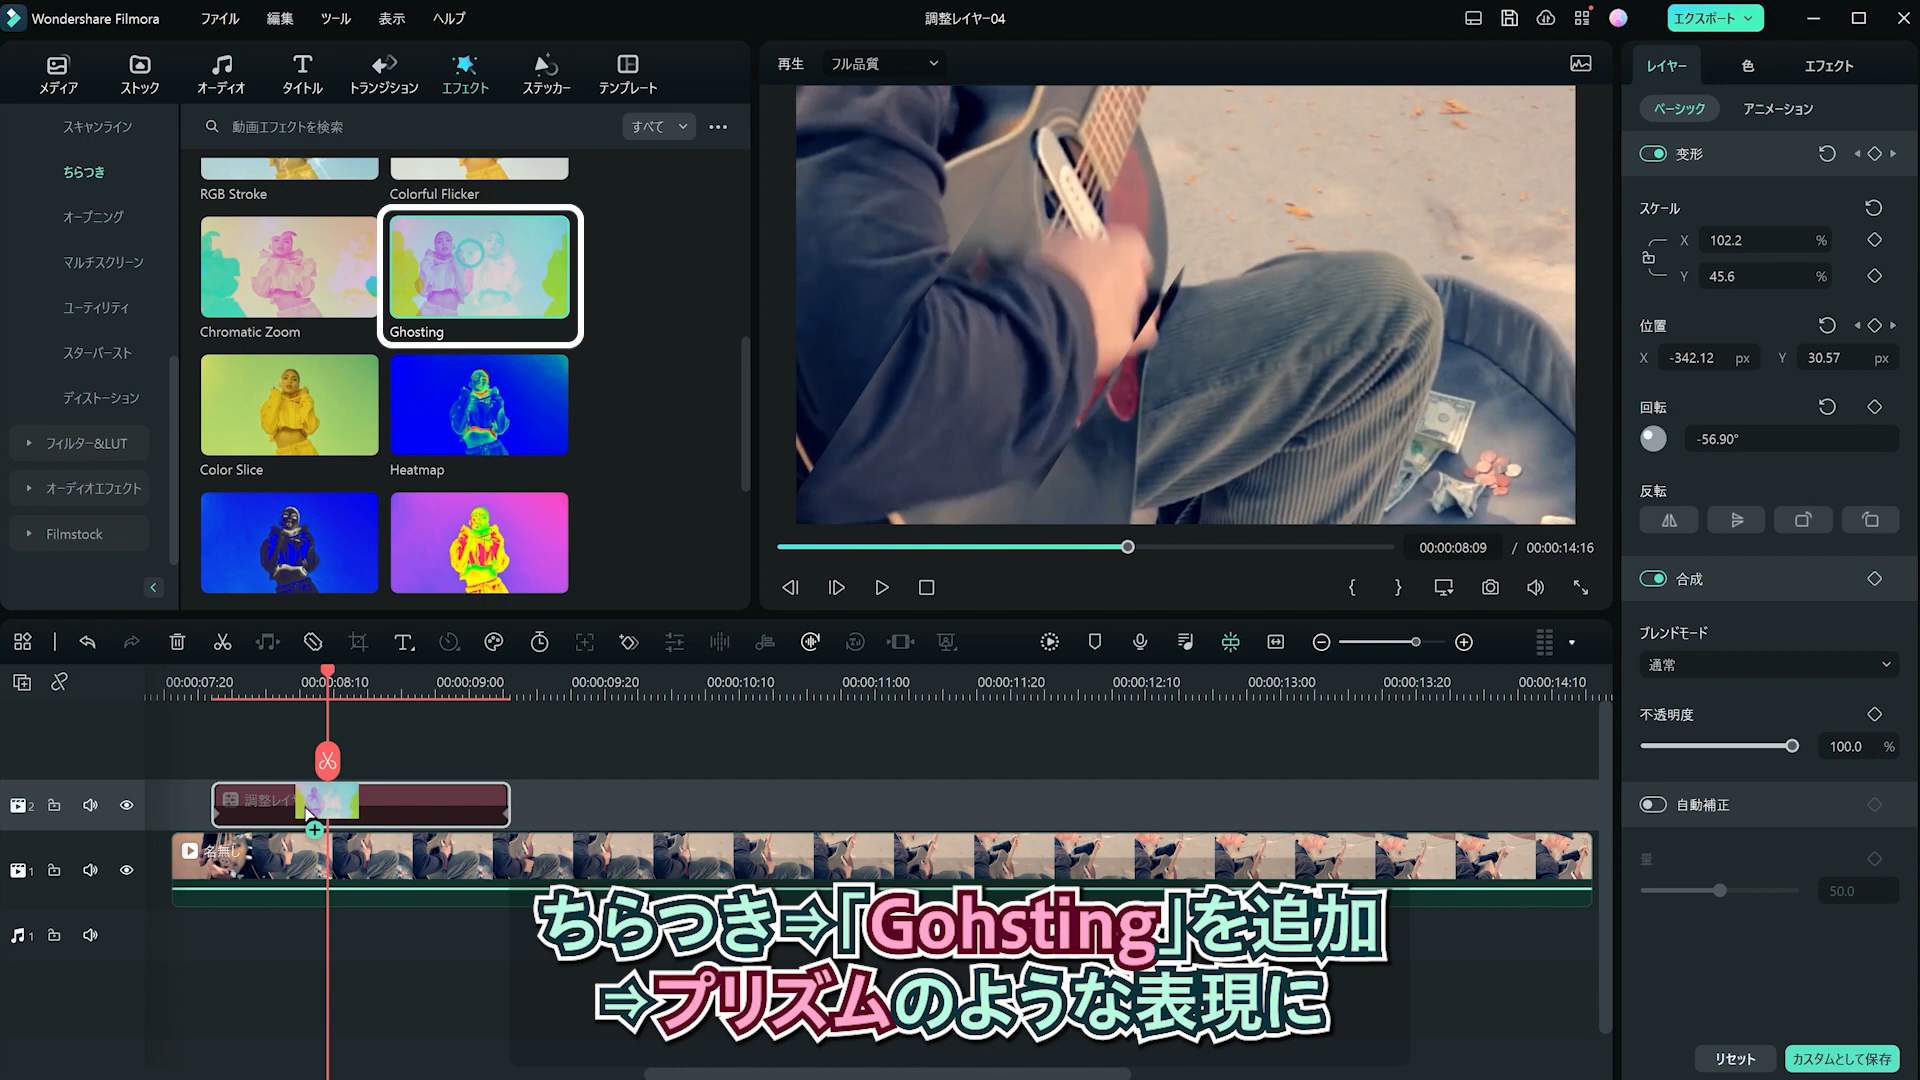 Wondershare Filmora
ファイル
編集
ツール
表示
ヘルプ
調整レイヤー04
エクスポート
メディア
ストック
オーディオ
タイトル
トランジション
エフェクト
ステッカー
テンプレート
スキャンライン
ちらつき
オープニング
マルチスクリーン
ユーティリティ
スターバースト
ディストーション
フィルター&LUT
オーディオエフェクト
Filmstock
動画エフェクトを検索
すべて
RGB Stroke
Colorful Flicker
Chromatic Zoom
Ghosting
Color Slice
Heatmap
再生
フル品質
00:00:08:09 / 00:00:14:16
レイヤー
色
エフェクト
ベーシック
アニメーション
変形
スケール
X 102.2 %
Y 45.6 %
位置
X -342.12 px Y 30.57 px
回転
-56.90°
反転
合成
ブレンドモード
通常
不透明度
100.0 %
自動補正
量
50.0
リセット
カスタムとして保存
00:00:07:20 00:00:08:10 00:00:09:00 00:00:09:20 00:00:10:10 00:00:11:00 00:00:11:20 00:00:12:10 00:00:13:00 00:00:13:20 00:00:14:10
2
調整レイヤ
1
名無し
1
ちらつき⇒「Gohsting」を追加
⇒プリズムのような表現に